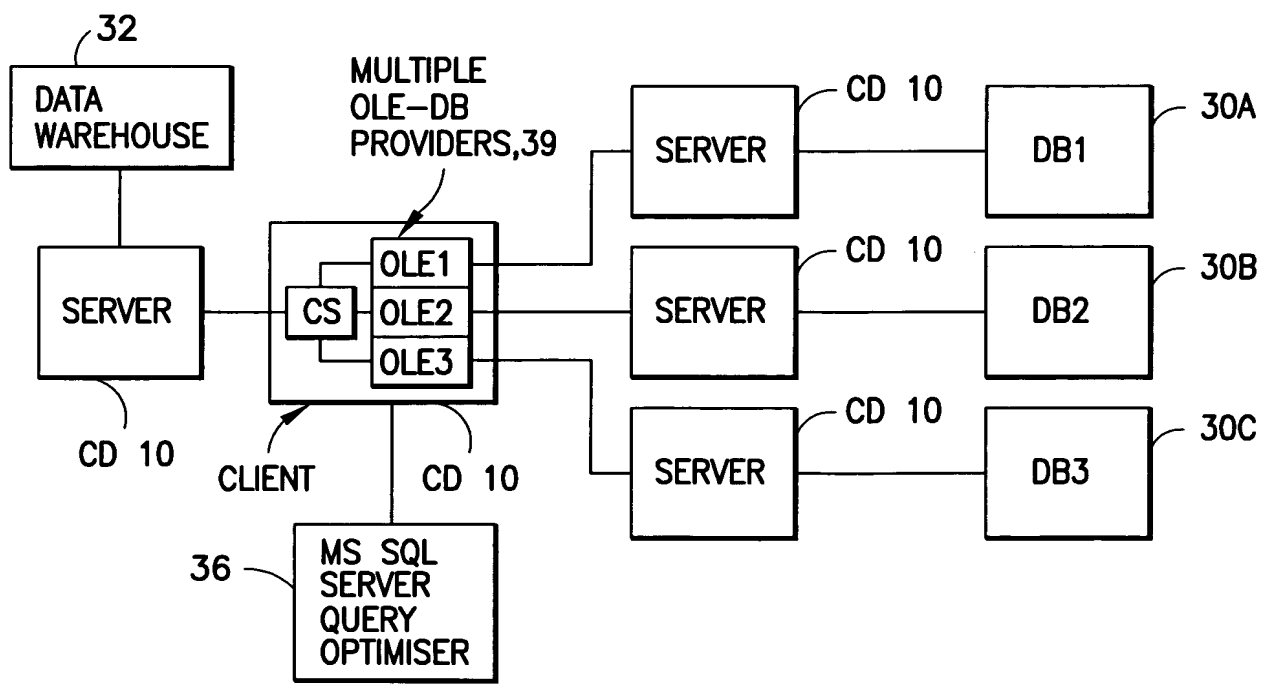 32
DATA
WAREHOUSE
SERVER
CD 10
MULTIPLE
OLE-DB
PROVIDERS,39
CS
OLE1
OLE2
OLE3
CLIENT
CD 10
36
MS SQL
SERVER
QUERY
OPTIMISER
SERVER
CD 10
DB1
30A
SERVER
CD 10
DB2
30B
SERVER
CD 10
DB3
30C